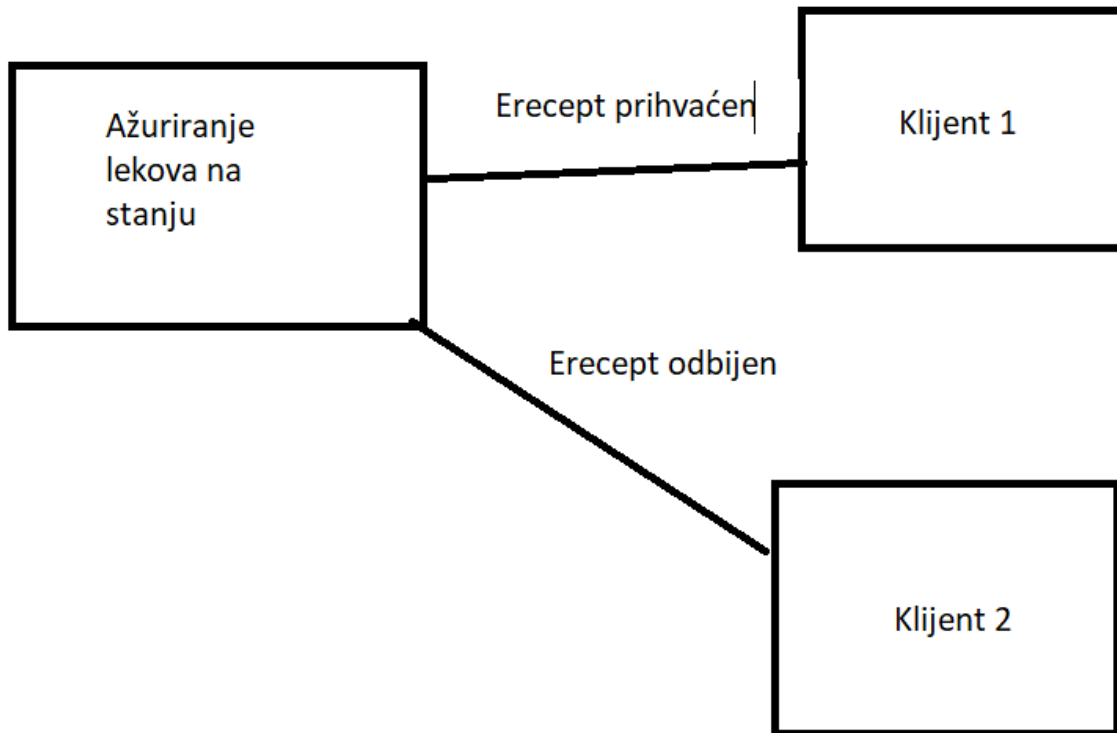 Ažuriranje
lekova na
stanju
Erecept prihvaćen
Klijent 1
Erecept odbijen
Klijent 2